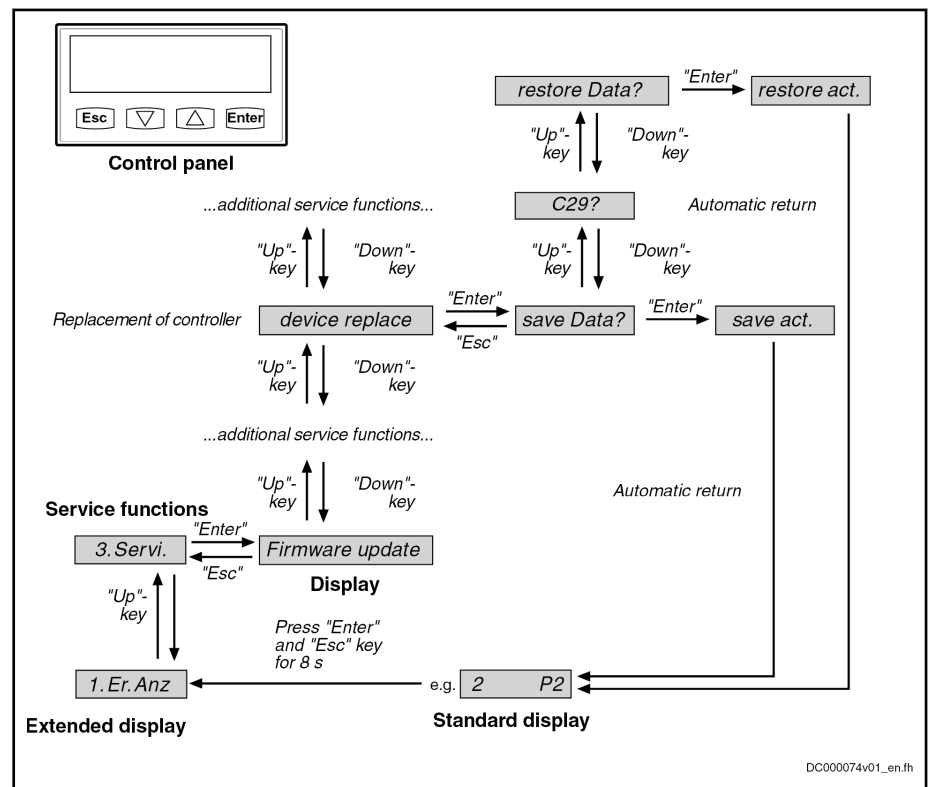 Esc
Enter
Control panel
restore Data?
"Enter"
restore act.
"Up"-
key
"Down"-
key
...additional service functions...
C29?
Automatic return
"Up"-
key
"Down"-
key
"Up"-
key
"Down"-
key
Replacement of controller
device replace
"Enter"
"Esc"
save Data?
"Enter"
save act.
"Up"-
key
"Down"-
key
...additional service functions...
"Up"-
key
"Down"-
key
Automatic return
Service functions
3.Servi.
"Enter"
"Esc"
Firmware update
Display
"Up"-
key
Press "Enter"
and "Esc" key
for 8 s
1.Er.Anz
e.g.
2 P2
Extended display
Standard display
DC000074v01_en.fh